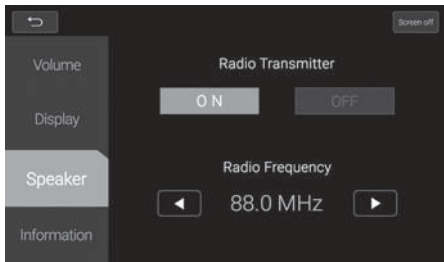 Screen off
Volume
Display
Speaker
Information
Radio Transmitter
ON OFF
Radio Frequency
88.0 MHz